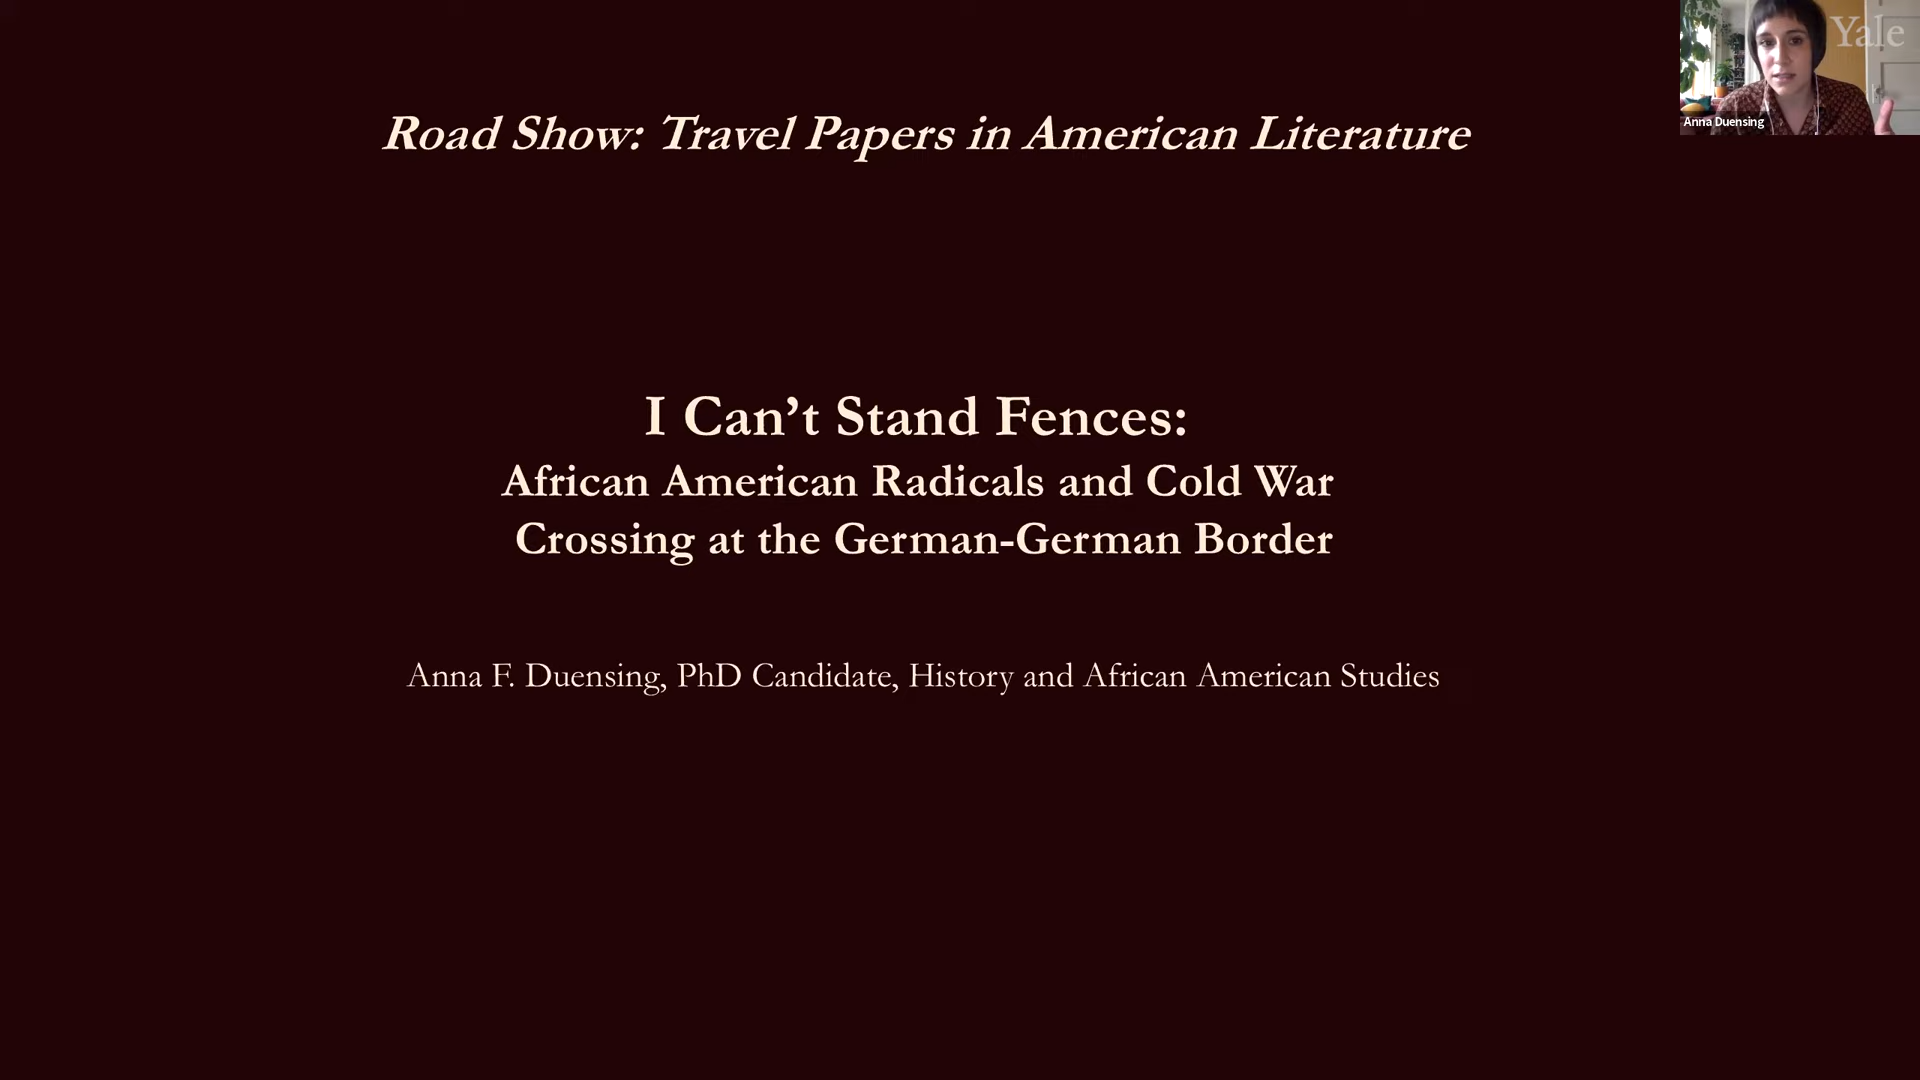 Yale
Anna Duensing
Road Show: Travel Papers in American Literature
I Can’t Stand Fences:
African American Radicals and Cold War
Crossing at the German-German Border
Anna F. Duensing, PhD Candidate, History and African American Studies